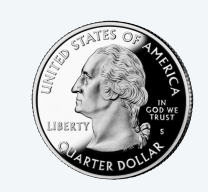 UNITED STATES OF AMERICA
IN
GOD WE
TRUST
LIBERTY
S
QUARTER DOLLAR